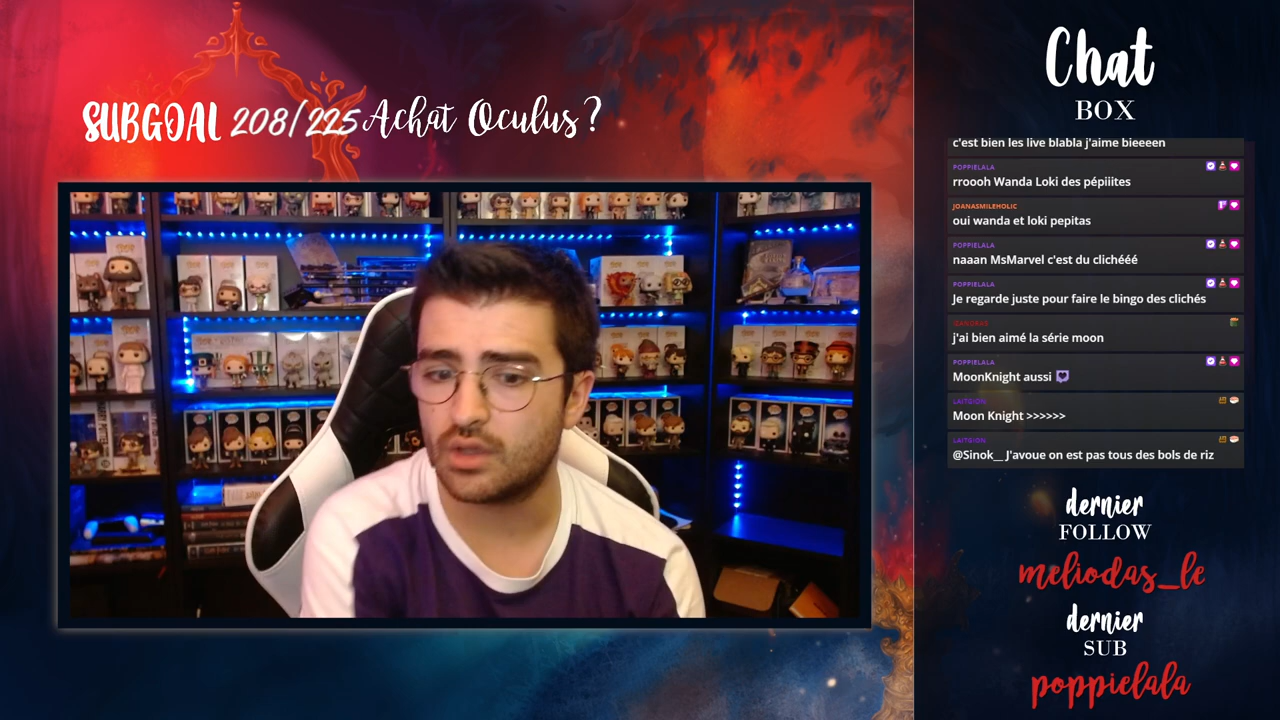 SUBGOAL 208/225 Achat Oculus?
Chat
BOX
c'est bien les live blabla j'aime bieeeen
POPPIELALA
rroooh Wanda Loki des pépiiites
JOANASMILEHOLIC
oui wanda et loki pepitas
POPPIELALA
naaan MsMarvel c'est du clichééé
POPPIELALA
Je regarde juste pour faire le bingo des clichés
j'ai bien aimé la série moon
POPPIELALA
MoonKnight aussi
LAITGION
Moon Knight >>>>>>
LAITGION
@Sinok__ J'avoue on est pas tous des bols de riz
dernier
FOLLOW
meliodas_le
dernier
SUB
poppielala